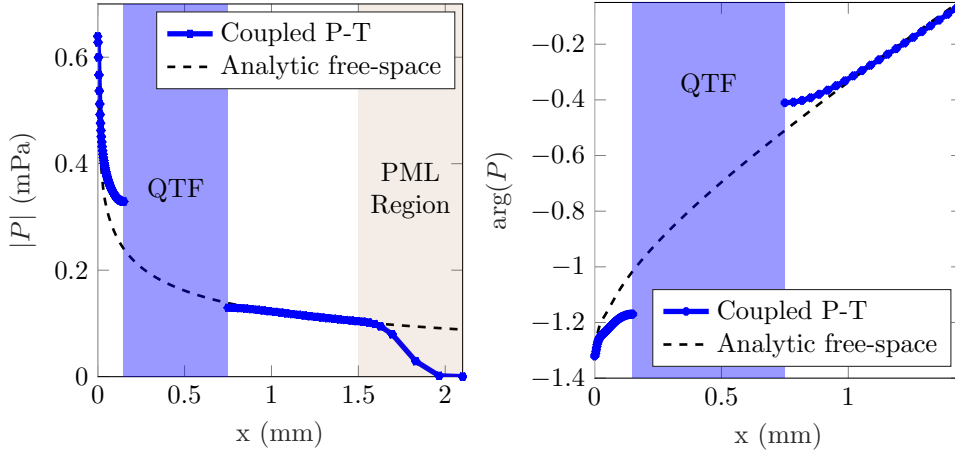 0.6
0.4
0.2
0
|P| (mPa)
Coupled P-T
Analytic free-space
QTF
PML
Region
0 0.5 1 1.5 2
x (mm)
−0.2
−0.4
−0.6
−0.8
−1
−1.2
−1.4
arg(P)
QTF
Coupled P-T
Analytic free-space
0 0.5 1
x (mm)